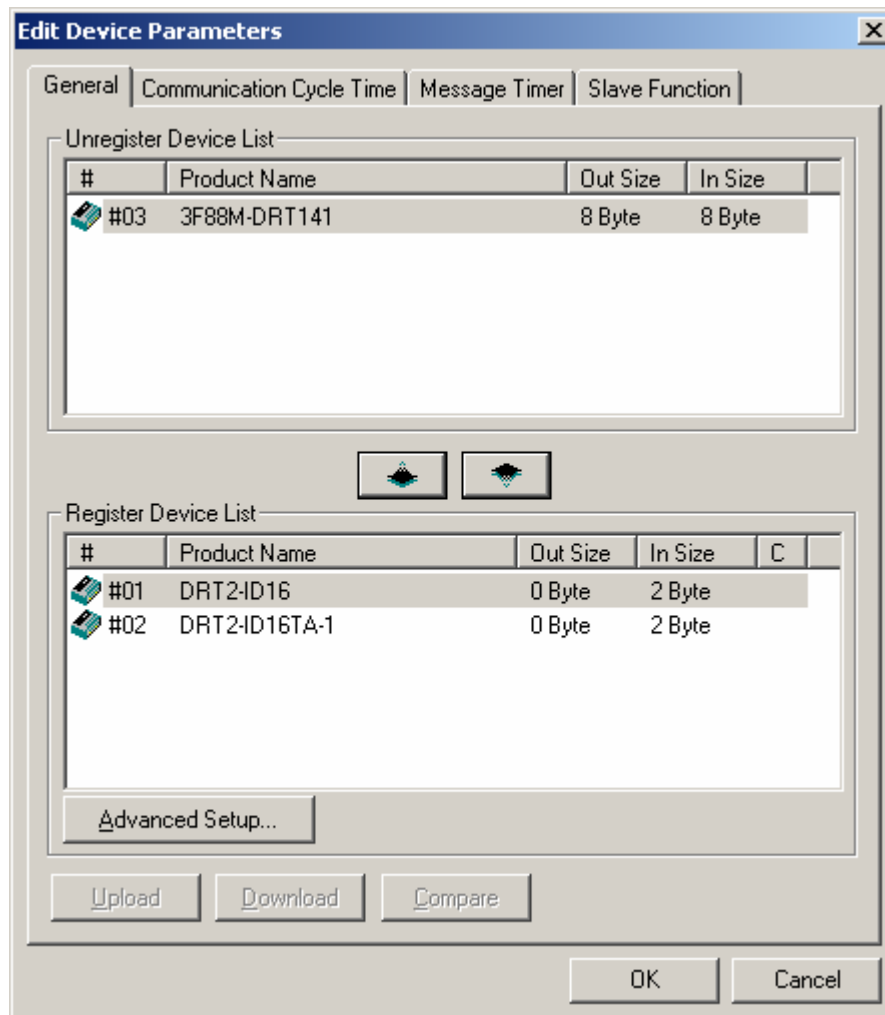 Edit Device Parameters
General Communication Cycle Time Message Timer Slave Function
Unregister Device List
# Product Name Out Size In Size
#03 3F88M-DRT141 8 Byte 8 Byte
Register Device List
# Product Name Out Size In Size C
#01 DRT2-ID16 0 Byte 2 Byte
#02 DRT2-ID16TA-1 0 Byte 2 Byte
Advanced Setup...
Upload Download Compare
OK Cancel